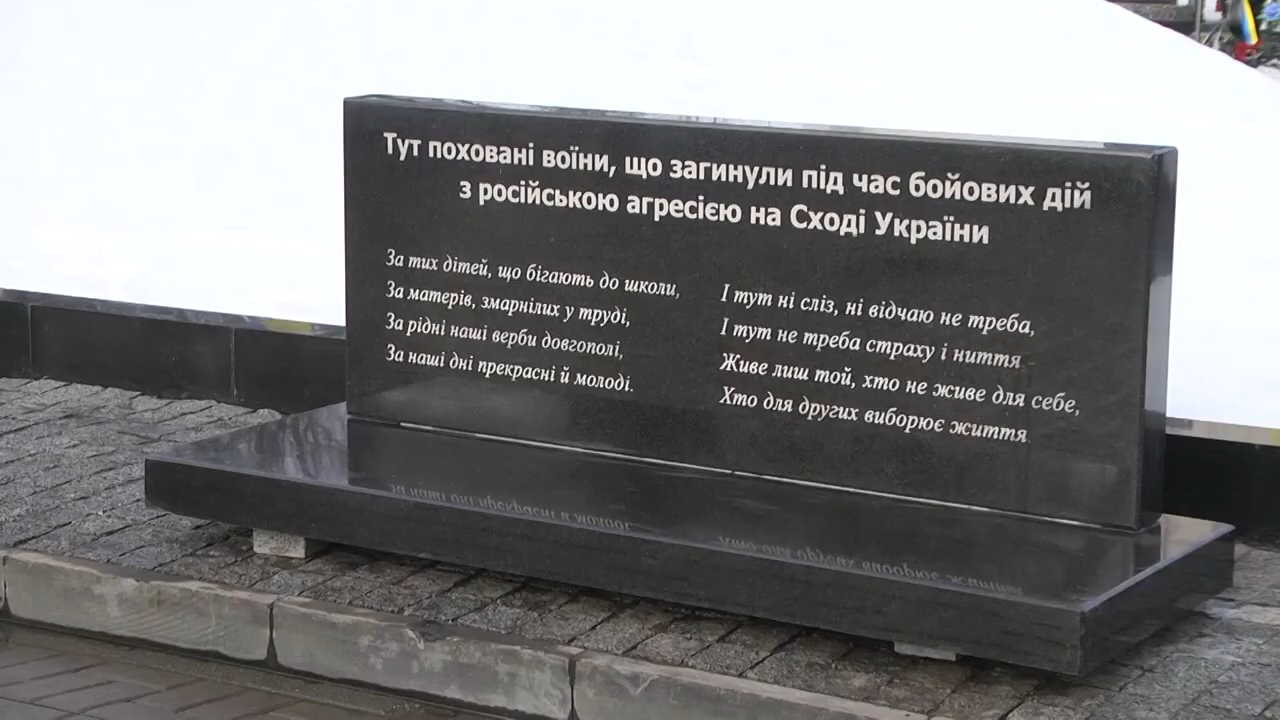 Тут поховані воїни, що загинули під час бойових дій
з російською агресією на Сході України
За тих дітей, що бігають до школи,
За матерів, змарнілих у труді,
За рідні наші верби довгополі,
За наші дні прекрасні й молоді.
І тут ні сліз, ні відчаю не треба,
І тут не треба страху і ниття
Живе лиш той, хто не живе для себе,
Хто для других виборює життя